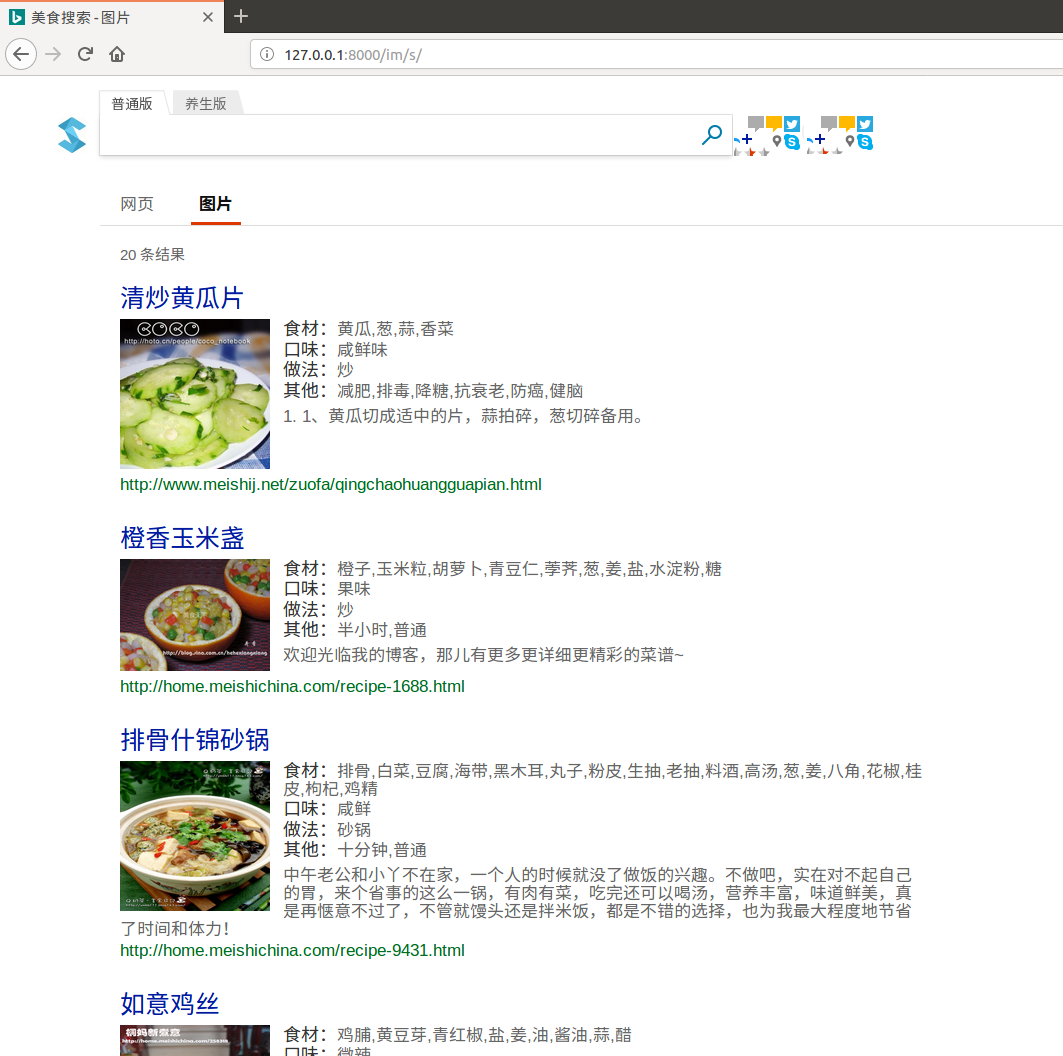 美食搜索 - 图片
127.0.0.1:8000/im/s/
普通版
养生版
网页
图片
20 条结果
清炒黄瓜片
COCO
http://hoto.cn/people/coco_notebook
食材：黄瓜,葱,蒜,香菜
口味：咸鲜味
做法：炒
其他：减肥,排毒,降糖,抗衰老,防癌,健脑
1. 1、黄瓜切成适中的片，蒜拍碎，葱切碎备用。
http://www.meishij.net/zuofa/qingchaohuangguapian.html
橙香玉米盏
食材：橙子,玉米粒,胡萝卜,青豆仁,荸荠,葱,姜,盐,水淀粉,糖
口味：果味
做法：炒
其他：半小时,普通
欢迎光临我的博客，那儿有更多更详细更精彩的菜谱~
http://home.meishichina.com/recipe-1688.html
排骨什锦砂锅
食材：排骨,白菜,豆腐,海带,黑木耳,丸子,粉皮,生抽,老抽,料酒,高汤,葱,姜,八角,花椒,桂
皮,枸杞,鸡精
口味：咸鲜
做法：砂锅
其他：十分钟,普通
中午老公和小丫不在家，一个人的时候就没了做饭的兴趣。不做吧，实在对不起自己
的胃，来个省事的这么一锅，有肉有菜，吃完还可以喝汤，营养丰富，味道鲜美，真
是再惬意不过了，不管就馒头还是拌米饭，都是不错的选择，也为我最大程度地节省
了时间和体力！
http://home.meishichina.com/recipe-9431.html
如意鸡丝
食材：鸡脯,黄豆芽,青红椒,盐,姜,油,酱油,蒜,醋
口味：微辣